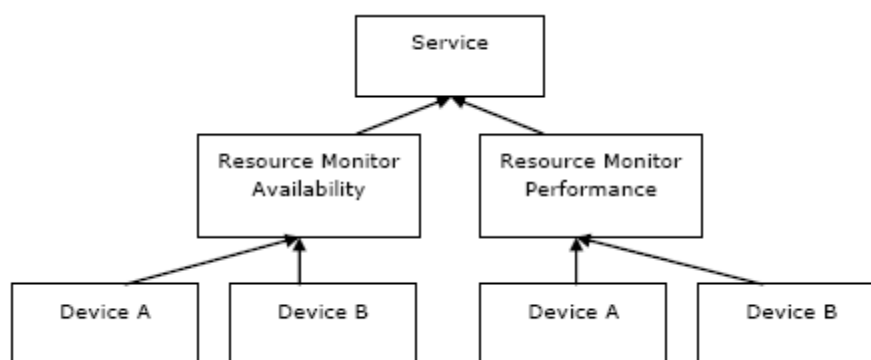 Service
Resource Monitor
Availability
Resource Monitor
Performance
Device A
Device B
Device A
Device B